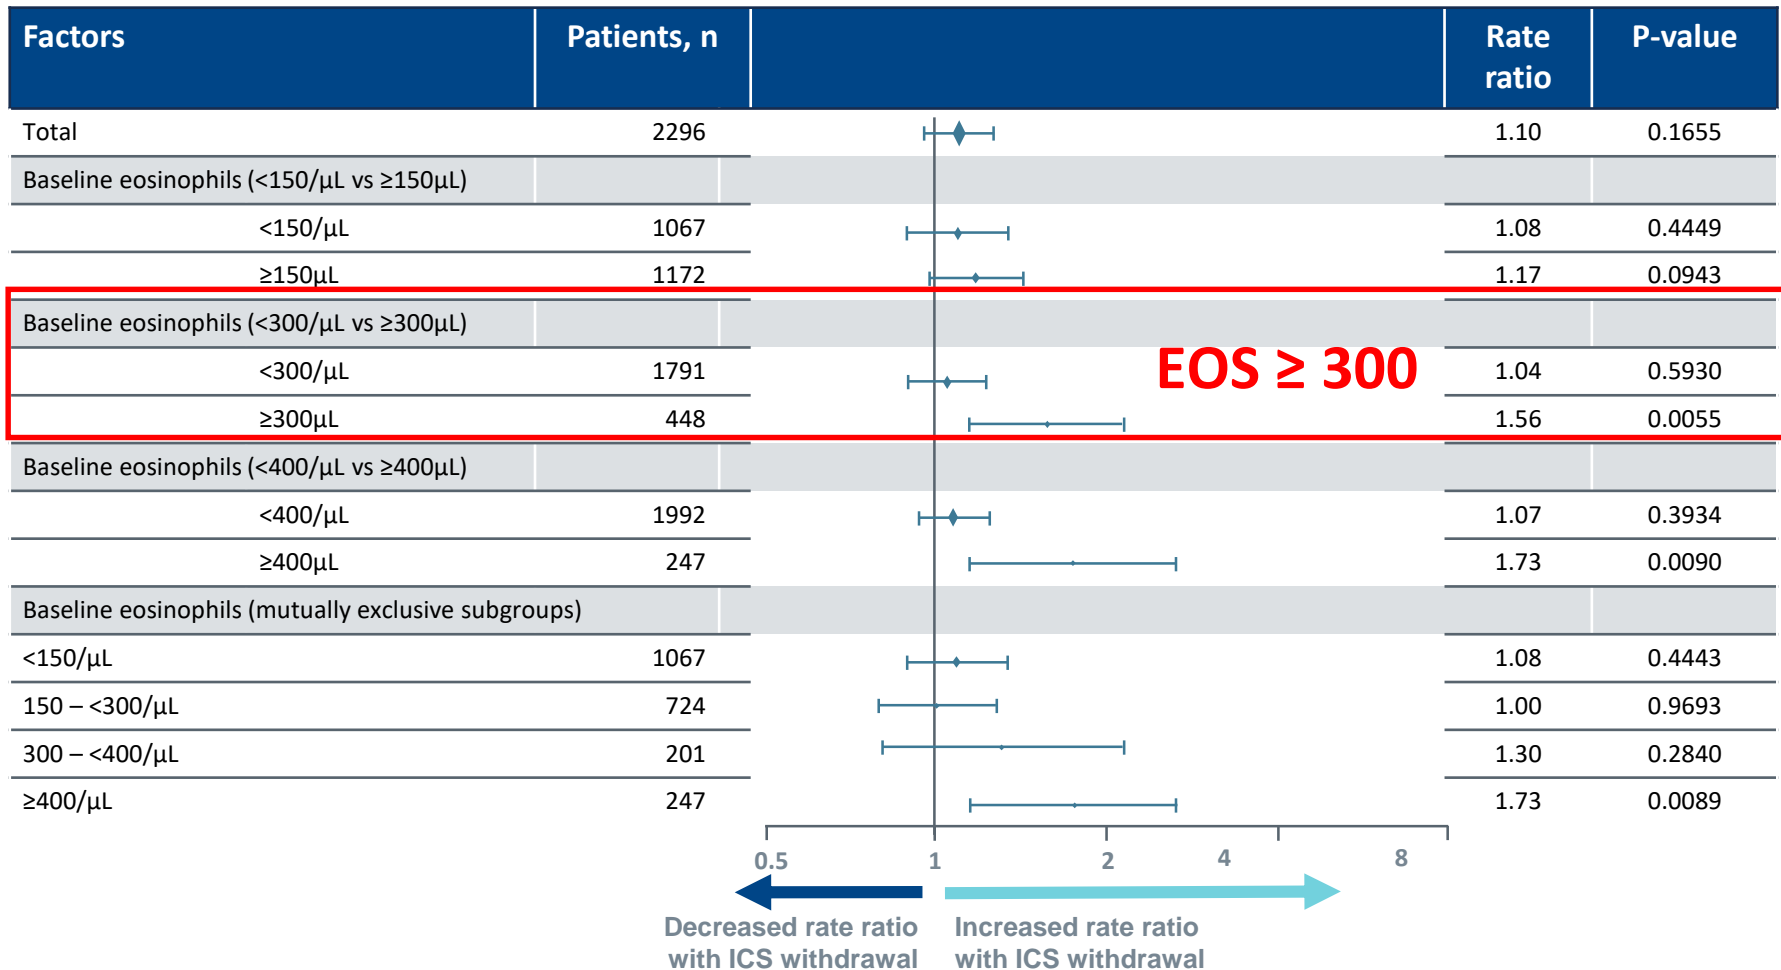 Factors Patients, n Rate ratio P-value
Total 2296 1.10 0.1655
Baseline eosinophils (<150/µL vs ≥150µL)
<150/µL 1067 1.08 0.4449
≥150µL 1172 1.17 0.0943
Baseline eosinophils (<300/µL vs ≥300µL)
<300/µL 1791 1.04 0.5930
EOS ≥ 300
≥300µL 448 1.56 0.0055
Baseline eosinophils (<400/µL vs ≥400µL)
<400/µL 1992 1.07 0.3934
≥400µL 247 1.73 0.0090
Baseline eosinophils (mutually exclusive subgroups)
<150/µL 1067 1.08 0.4443
150 – <300/µL 724 1.00 0.9693
300 – <400/µL 201 1.30 0.2840
≥400/µL 247 1.73 0.0089
0.5 1 2 4 8
Decreased rate ratio
with ICS withdrawal
Increased rate ratio
with ICS withdrawal